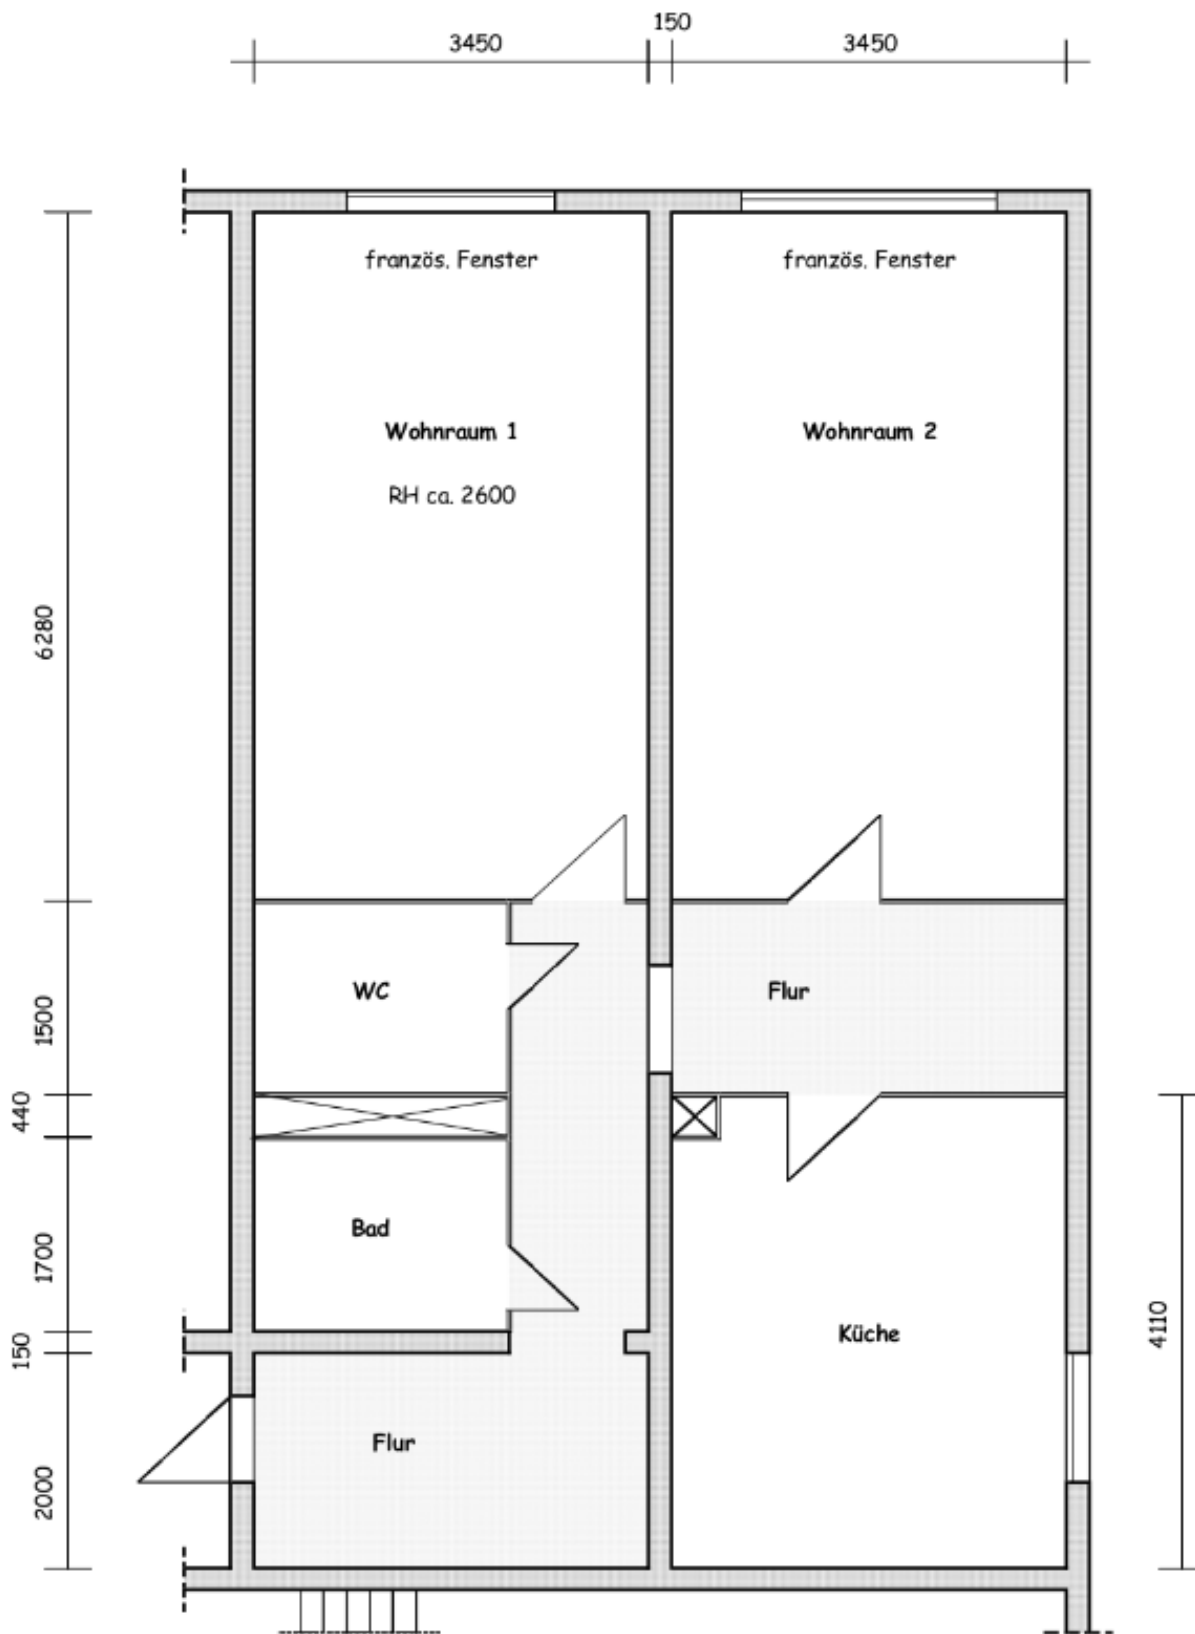 150
3450
3450
französ. Fenster
französ. Fenster
Wohnraum 1
Wohnraum 2
RH ca. 2600
6280
WC
Flur
1500
440
Bad
1700
Küche
4110
150
Flur
2000